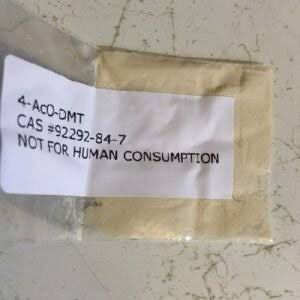 4-AcO-DMT
CAS #92292-84-7
NOT FOR HUMAN CONSUMPTION